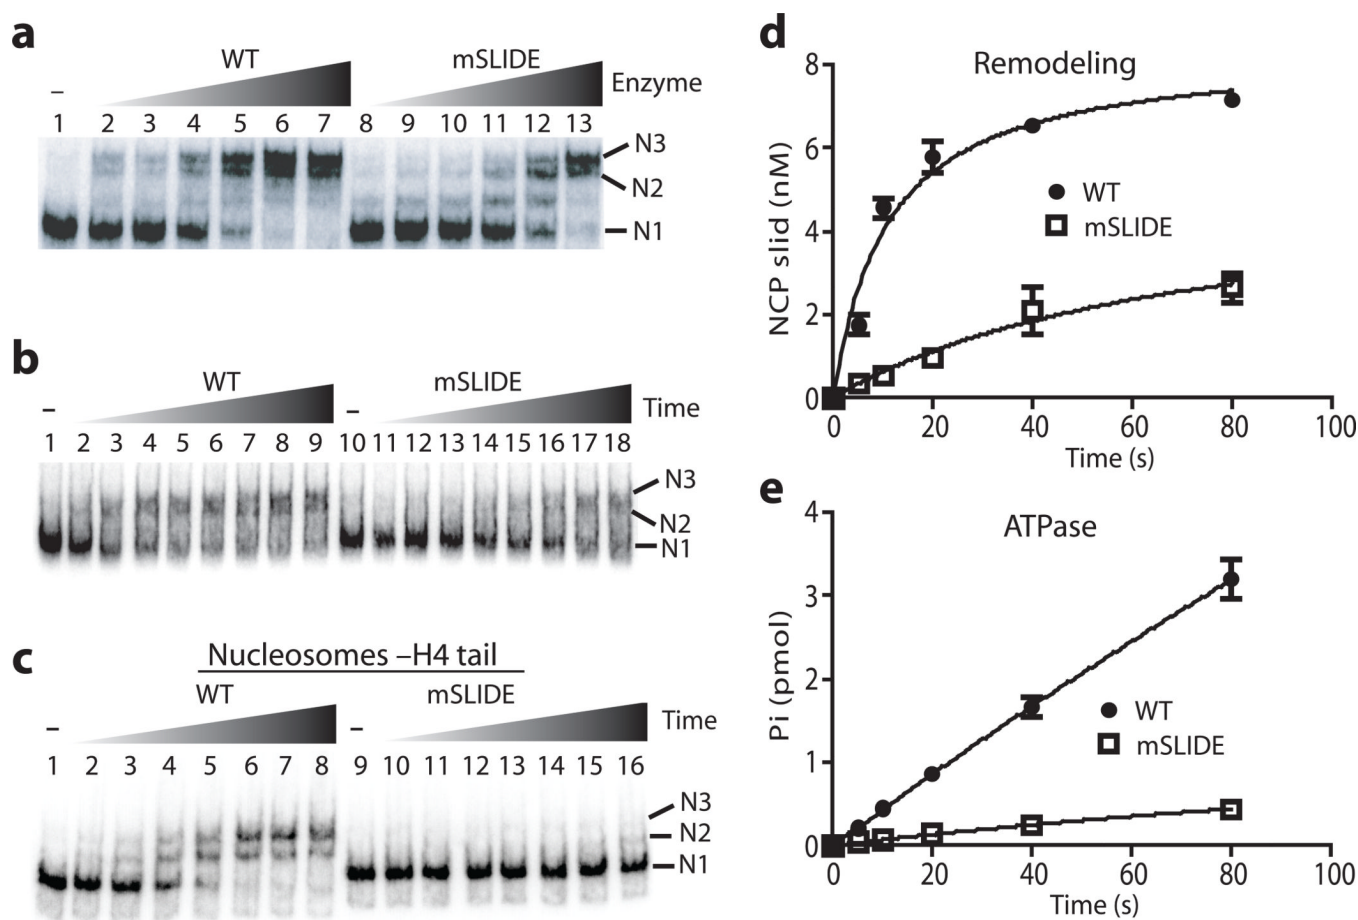 a
WT
mSLIDE
Enzyme
–
1 2 3 4 5 6 7 8 9 10 11 12 13
N3
N2
N1
b
WT
mSLIDE
Time
– –
1 2 3 4 5 6 7 8 9 10 11 12 13 14 15 16 17 18
N3
N2
N1
c
Nucleosomes –H4 tail
WT
mSLIDE
Time
– –
1 2 3 4 5 6 7 8 9 10 11 12 13 14 15 16
N3
N2
N1
d
Remodeling
NCP slid (nM)
8
6
4
2
0
WT
mSLIDE
0 20 40 60 80 100
Time (s)
e
ATPase
Pi (pmol)
4
3
2
1
0
WT
mSLIDE
0 20 40 60 80 100
Time (s)